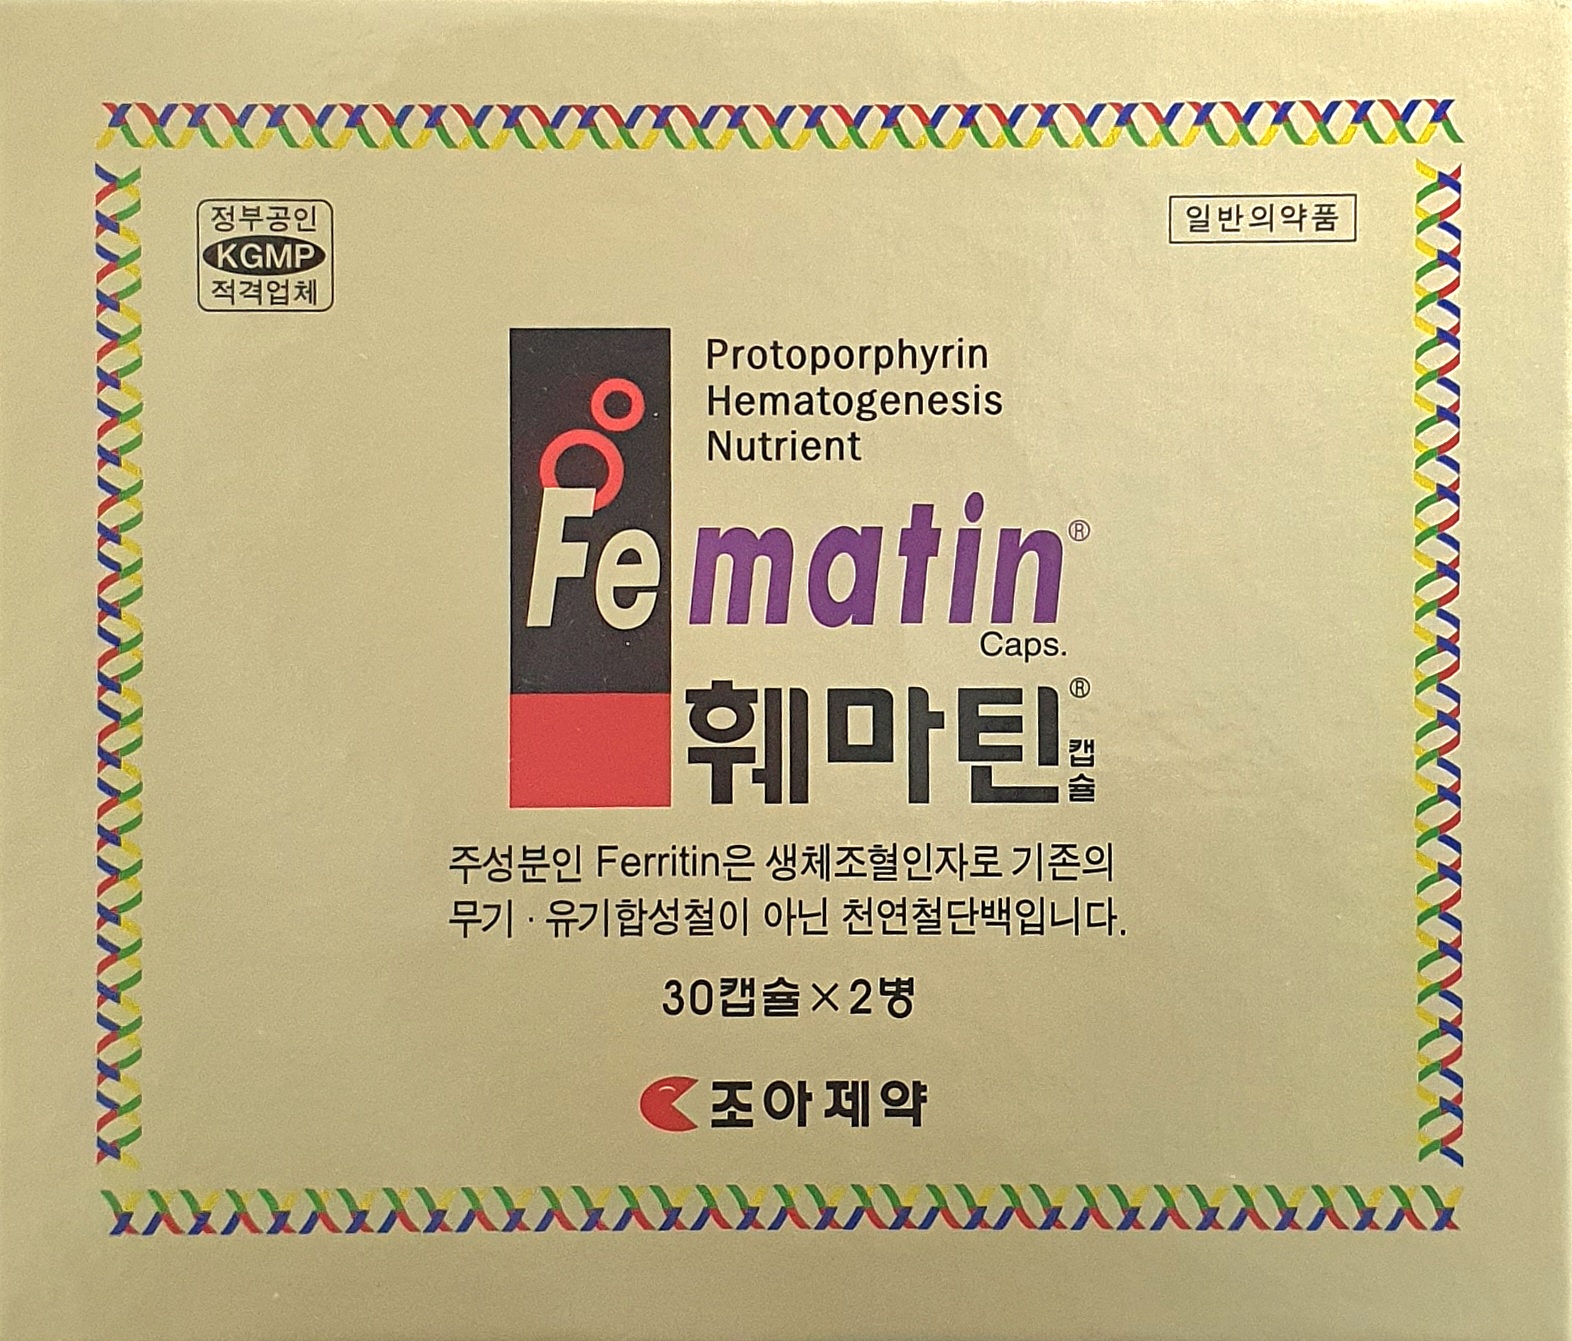 정부공인
KGMP
적격업체
일반의약품
Protoporphyrin
Hematogenesis
Nutrient
Fematin®
Caps.
훼마틴®
캡슐
주성분인 Ferritin은 생체조혈인자로 기존의
무기·유기합성철이 아닌 천연철단백입니다.
30캡슐×2병
조아제약